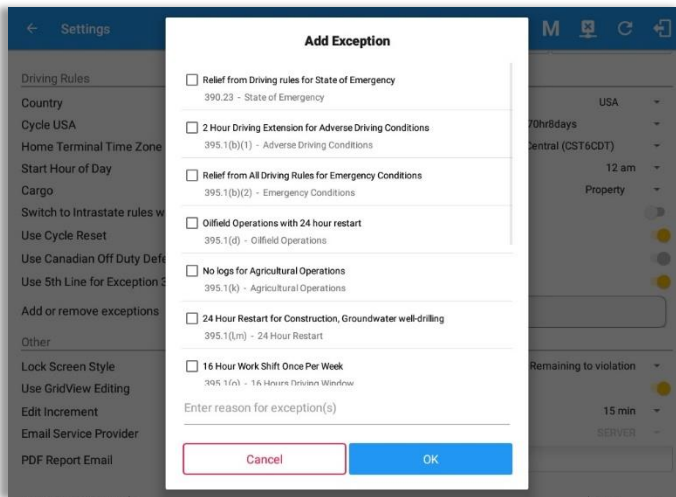 Settings
M
Add Exception
Relief from Driving rules for State of Emergency
390.23 - State of Emergency
2 Hour Driving Extension for Adverse Driving Conditions
395.1(b)(1) - Adverse Driving Conditions
Relief from All Driving Rules for Emergency Conditions
395.1(b)(2) - Emergency Conditions
Oilfield Operations with 24 hour restart
395.1(d) - Oilfield Operations
No logs for Agricultural Operations
395.1(k) - Agricultural Operations
24 Hour Restart for Construction, Groundwater well-drilling
395.1(l,m) - 24 Hour Restart
16 Hour Work Shift Once Per Week
395.1(o) - 16 Hours Driving Window
Enter reason for exception(s)
Cancel
OK
Driving Rules
Country USA
Cycle USA 70hr8days
Home Terminal Time Zone Central (CST6CDT)
Start Hour of Day 12 am
Cargo Property
Switch to Intrastate rules w
Use Cycle Reset
Use Canadian Off Duty Defe
Use 5th Line for Exception 3
Add or remove exceptions
Other
Lock Screen Style Remaining to violation
Use GridView Editing
Edit Increment 15 min
Email Service Provider SERVER
PDF Report Email